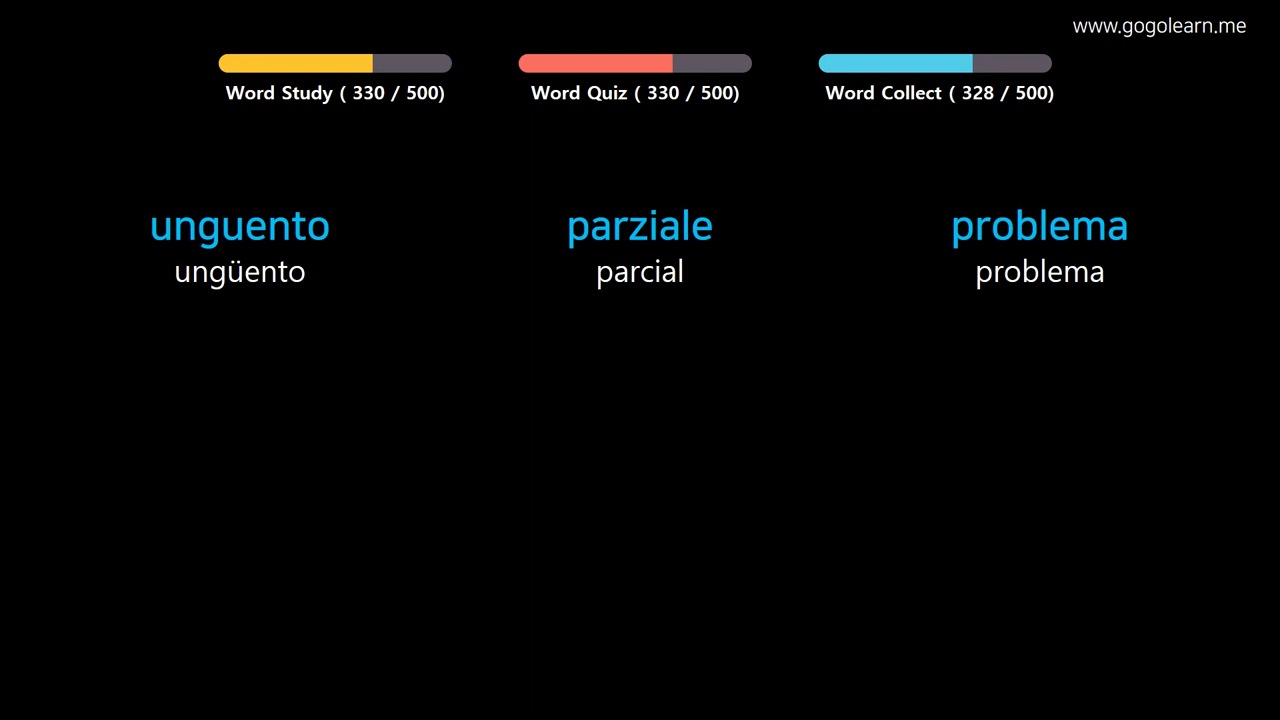 www.gogolearn.me
Word Study ( 330 / 500)
Word Quiz ( 330 / 500)
Word Collect ( 328 / 500)
unguento
ungüento
parziale
parcial
problema
problema